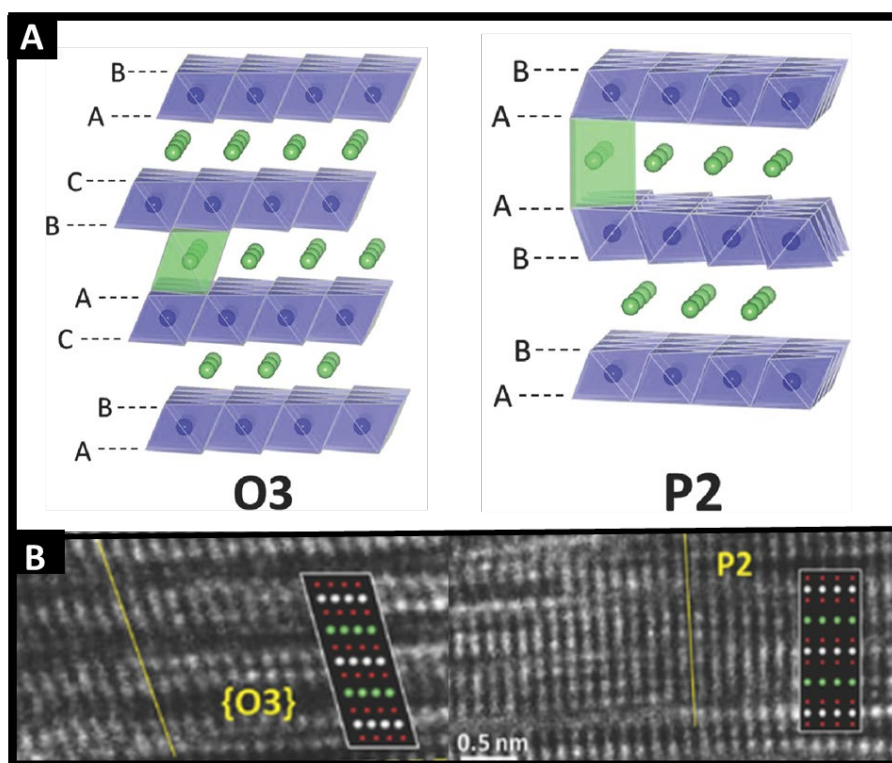 A
B -----
A ----
C ----
B ----
A ----
C ----
B ----
A ----
O3
B ----
A ----
A ----
B ----
B ----
A ----
P2
B
{O3}
0.5 nm
P2